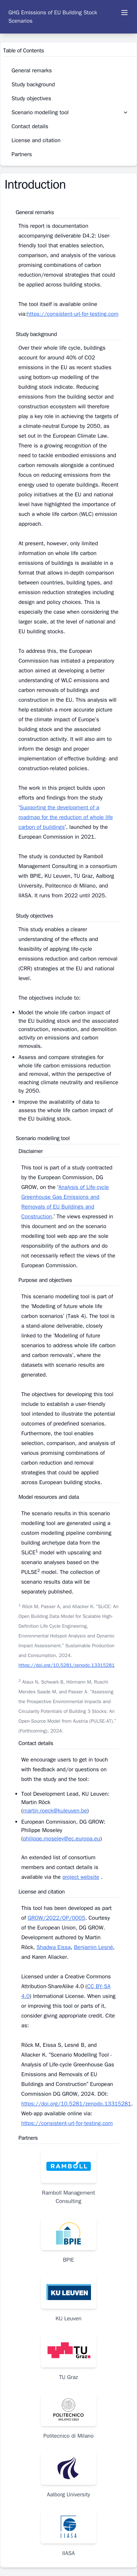 GHG Emissions of EU Building Stock
Scenarios
Table of Contents
General remarks
Study background
Study objectives
Scenario modelling tool
Contact details
License and citation
Partners
Introduction
General remarks
This report is documentation
accompanying deliverable D4.2: User-
friendly tool that enables selection,
comparison, and analysis of the various
promising combinations of carbon
reduction/removal strategies that could
be applied across building stocks.
The tool itself is available online
via:https://consistent-url-for-testing.com
Study background
Over their whole life cycle, buildings
account for around 40% of CO2
emissions in the EU as recent studies
using bottom-up modelling of the
building stock indicate. Reducing
emissions from the building sector and
construction ecosystem will therefore
play a key role in meeting the targets of
a climate-neutral Europe by 2050, as
set out in the European Climate Law.
There is a growing recognition of the
need to tackle embodied emissions and
carbon removals alongside a continued
focus on reducing emissions from the
energy used to operate buildings. Recent
policy initiatives at the EU and national
level have highlighted the importance of
such a whole life carbon (WLC) emission
approach.
At present, however, only limited
information on whole life carbon
emissions of buildings is available and
does not always allow for comparison
between countries, building types, and
emission reduction strategies including
individual and policy choices. This is
especially the case when considering the
larger scale, at the level of national and
EU building stocks.
To address this, the European
Commission has initiated a project
aimed at developing a better
understanding of WLC emissions and
removals of buildings and
construction across the EU. This analysis will
help to establish a more accurate
picture of the climate impact of Europe's
building stock and the associated
construction activity. It will also aim to
support the design and
implementation of effective building- and
construction-related policies.
The work in this project builds upon
efforts and findings from the study
'Supporting the development of a
roadmap for the reduction of whole life
carbon of buildings', launched by the
European Commission in 2021.
The study is conducted by Ramboll
Management Consulting in a consortium
with BPIE, KU Leuven, TU Graz, Aalborg
University, Politecnico di Milano, and
IIASA. It runs from 2022 until 2025.
Study objectives
This study enables a clearer
understanding of the effects and
feasibility of applying life cycle
carbon emission reduction and removal
(CRR) strategies at the EU and national
level.
The objectives include to:
Model the whole life carbon impact of
the EU building stock and the associated
impact of construction and renovation
activity on emissions and carbon
removals.
Assess and compare strategies for
whole life carbon emissions reduction
and removal, within the perspective of
reaching climate neutrality and resilience
by 2050.
Improve the availability of data to
assess the whole life carbon impact of
the EU building stock.
Scenario modelling tool
Disclaimer
This tool is part of a study contracted
by the European Commission, DG
GROW, on the 'Analysis of Life-cycle
Greenhouse Gas Emissions and
Removals of EU Buildings and
Construction.' The views expressed in
this document and in the scenario
modelling tool are the sole
responsibility of the authors and do
not necessarily reflect the views of
the European Commission.
Purpose and objectives
The scenario modelling tool is part of
the 'Modelling of future whole life
carbon scenarios' (Task 4). The tool is
a stand-alone deliverable, closely
linked to the 'Modelling of future
scenarios to address whole life carbon
and carbon removals', where the
datasets with scenario results are
generated.
The objectives for developing this tool
include to establish and operate a
user-friendly tool to illustrate the
potential outcomes of modelled
scenarios. Furthermore, the tool
allows selection, comparison, and analysis of
various promising combinations of
carbon reduction and removal
strategies that could be applied
across European building stocks.
Model resources and data
The scenario results in this scenario
modelling tool are generated using a
custom modelling pipeline combining
building archetype data from the
SLiCE1 model with upscaling and
scenario analyses based on the
PULSE2 model. The collection of
scenario results data will be
separately published.
1 Röck M, Passer A, and Allacker K. "SLiCE: An
Open Building Data Model for Scalable High-
Definition Life Cycle Engineering,
Environmental Hotspot Analysis and Dynamic
Impact Assessment." Sustainable Production
and Consumption, 2024.
https://doi.org/10.5281/zenodo.13315281
2 Alaux N, Schwark B, Hörmann M, Ruschi
Mendes Saade M, and Passer A. "Assessing
the Prospective Environmental Impacts and
Circularity Potentials of Building Stocks: An
Open-Source Model from Austria (PULSE-AT)."
(Forthcoming), 2024.
Contact details
We encourage users to get in touch
with feedback and/or questions on
both the study and the tool:
Tool Development Lead, KU Leuven:
Martin Röck
(martin.roeck@kuleuven.be)
European Commission, DG GROW:
Philippe Moseley
(philippe.moseley@ec.europa.eu)
An extended list of consortium
members and contact details is
available via the project website .
License and citation
This tool has been developed as part
of GROW/2022/OP/0005. Courtesy
of the European Union, DG GROW.
Development authored by Martin
Röck, Shadwa Eissa, Benjamin Lesné,
and Karen Allacker.
Licensed under a Creative Commons
Attribution-ShareAlike 4.0 (CC BY-SA
4.0) International License. When using
or improving this tool or parts of it,
consider giving appropriate credit. Cite
as:
Röck M, Eissa S, Lesné B, and
Allacker K. "Scenario Modelling Tool -
Analysis of Life-cycle Greenhouse Gas
Emissions and Removals of EU
Buildings and Construction" European
Commission DG GROW, 2024. DOI:
https://doi.org/10.5281/zenodo.13315281.
Web app available online via:
https://consistent-url-for-testing.com
Partners
RAMBOLL
Ramboll Management
Consulting
BPIE
BPIE
KU LEUVEN
KU Leuven
TU
Graz
TU Graz
POLITECNICO
MILANO 1863
Politecnico di Milano
Aalborg University
IIASA
IIASA